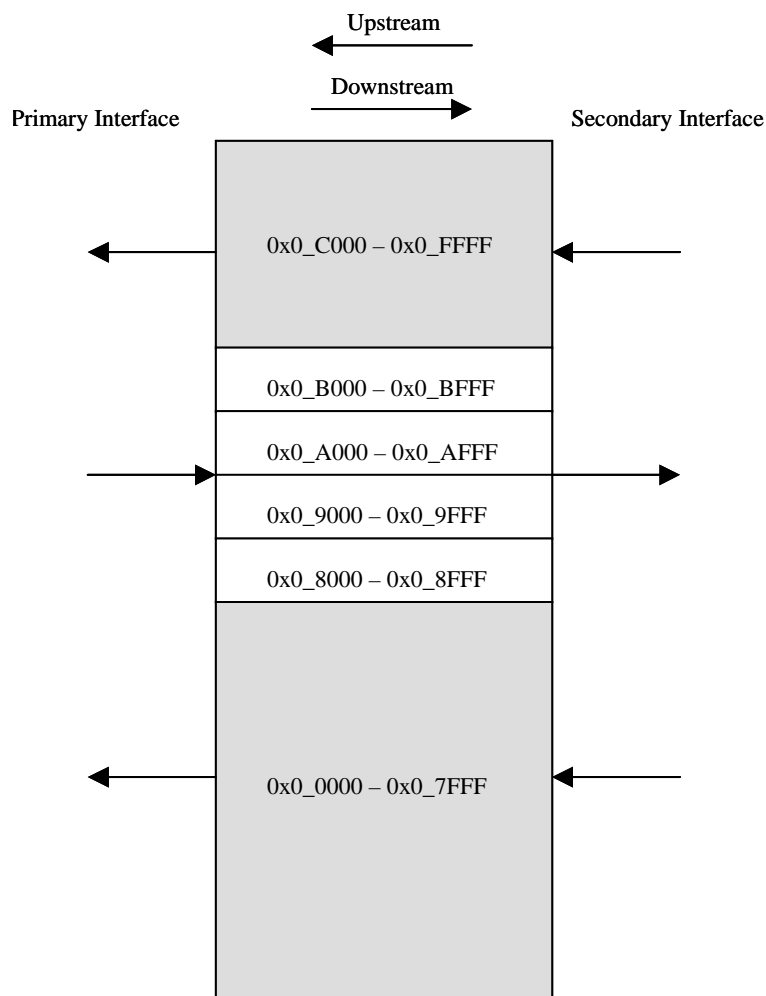 Upstream
Downstream
Primary Interface
Secondary Interface
0x0_C000 – 0x0_FFFF
0x0_B000 – 0x0_BFFF
0x0_A000 – 0x0_AFFF
0x0_9000 – 0x0_9FFF
0x0_8000 – 0x0_8FFF
0x0_0000 – 0x0_7FFF